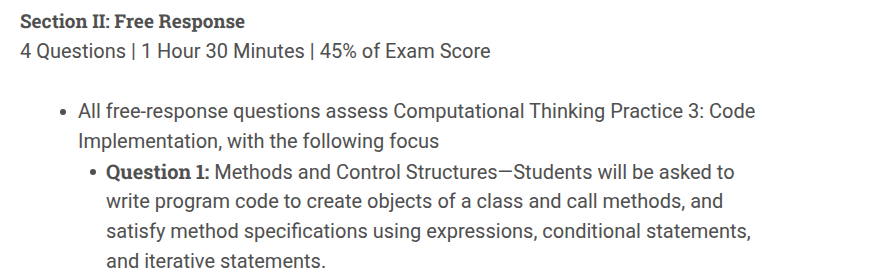 Section II: Free Response
4 Questions | 1 Hour 30 Minutes | 45% of Exam Score
• All free-response questions assess Computational Thinking Practice 3: Code
Implementation, with the following focus
• Question 1: Methods and Control Structures—Students will be asked to
write program code to create objects of a class and call methods, and
satisfy method specifications using expressions, conditional statements,
and iterative statements.